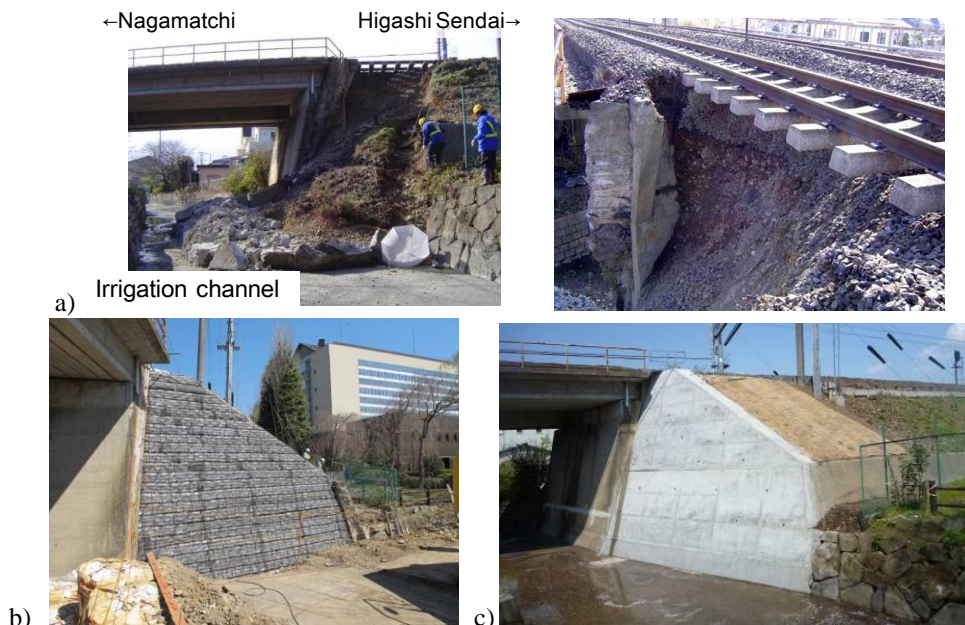 ←Nagamatchi Higashi Sendai→
a) Irrigation channel
b) c)